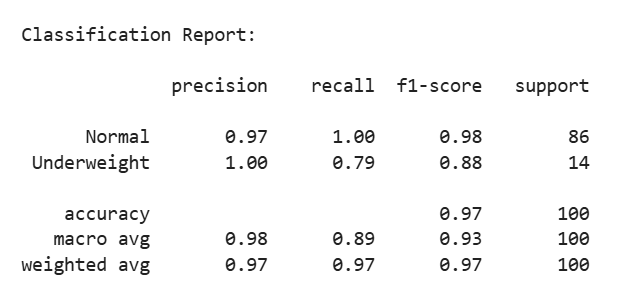 Classification Report:
precision recall f1-score support
Normal 0.97 1.00 0.98 86
Underweight 1.00 0.79 0.88 14
accuracy 0.97 100
macro avg 0.98 0.89 0.93 100
weighted avg 0.97 0.97 0.97 100